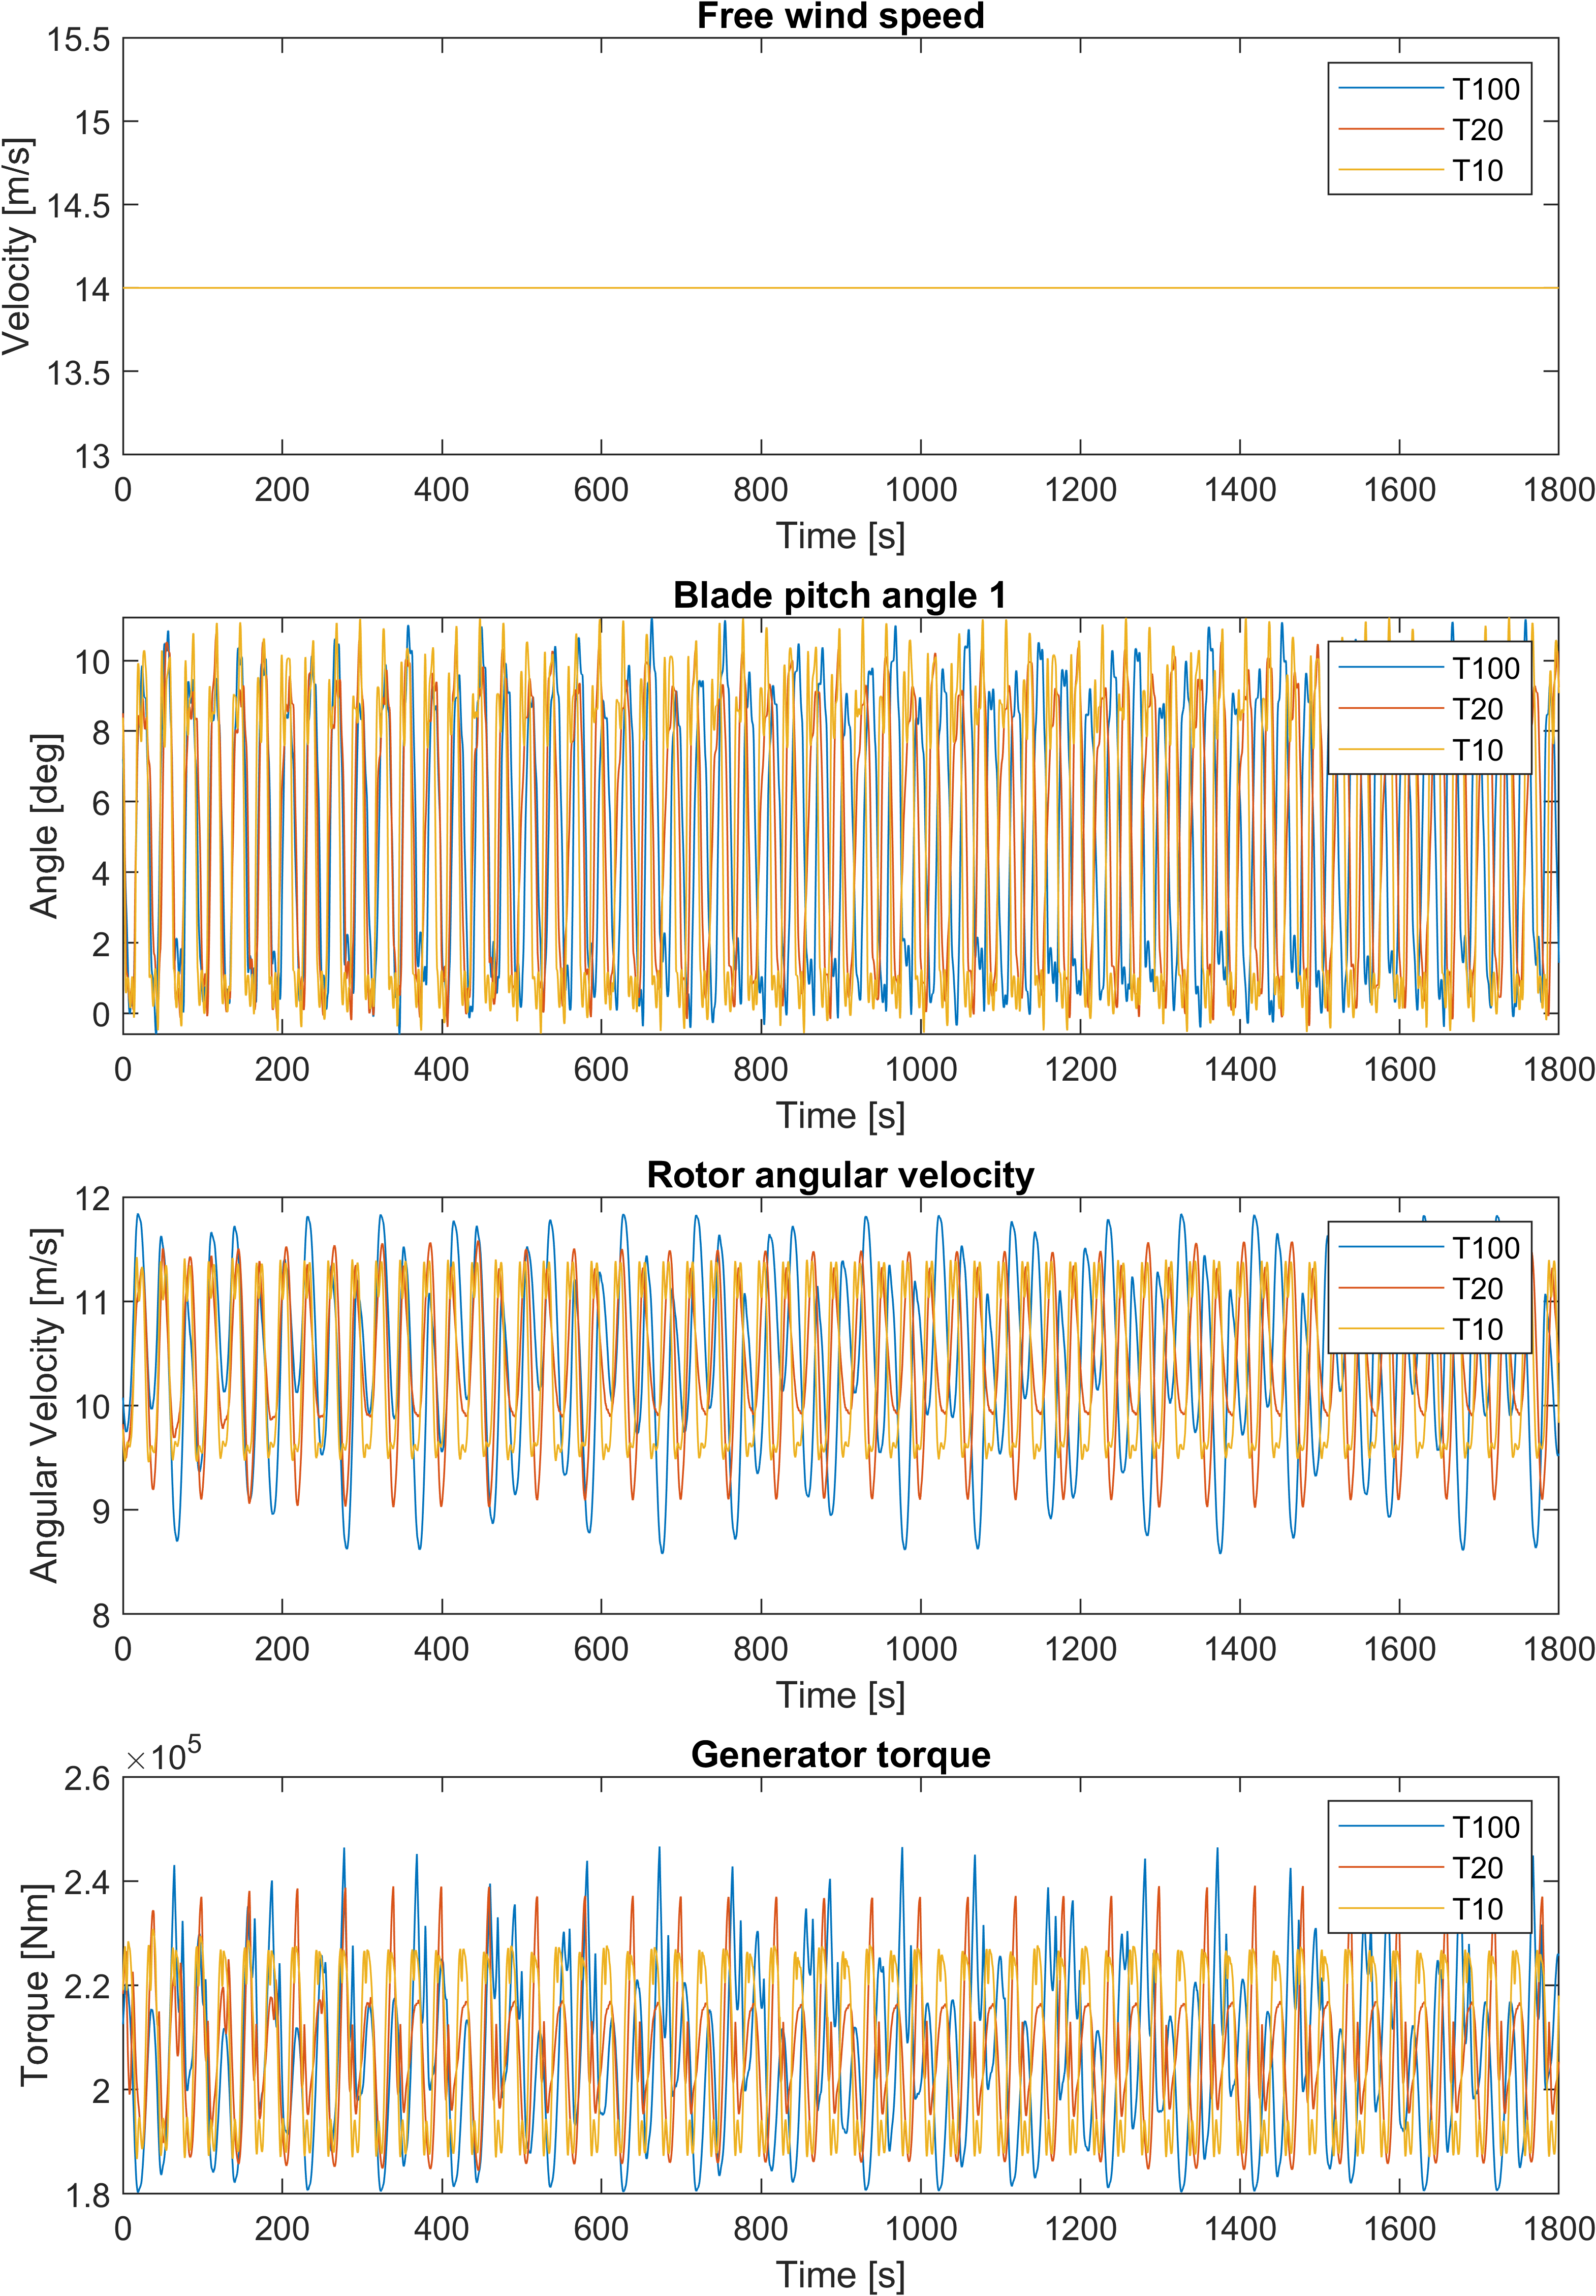 Free wind speed
15.5
15
14.5
14
13.5
13
Velocity [m/s]
T100
T20
T10
0 200 400 600 800 1000 1200 1400 1600 1800
Time [s]
Blade pitch angle 1
10
8
6
4
2
0
Angle [deg]
T100
T20
T10
0 200 400 600 800 1000 1200 1400 1600 1800
Time [s]
Rotor angular velocity
12
11
10
9
8
Angular Velocity [m/s]
T100
T20
T10
0 200 400 600 800 1000 1200 1400 1600 1800
Time [s]
Generator torque
×10⁵
2.6
2.4
2.2
2
1.8
Torque [Nm]
T100
T20
T10
0 200 400 600 800 1000 1200 1400 1600 1800
Time [s]